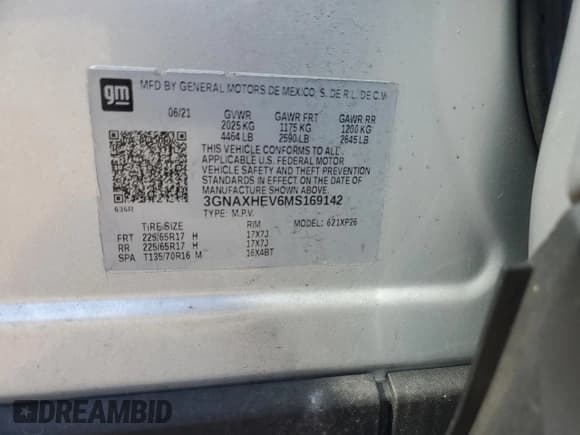 gm MFD BY GENERAL MOTORS DE MEXICO, S. DE R.L. DE C.V.
06/21 GVWR GAWR FRT GAWR RR
2025 KG 1175 KG 1200 KG
4464 LB 2590 LB 2645 LB
THIS VEHICLE CONFORMS TO ALL
APPLICABLE U.S. FEDERAL MOTOR
VEHICLE SAFETY AND THEFT PREVENTION
STANDARDS IN EFFECT ON THE DATE OF
MANUFACTURE SHOWN ABOVE.
636R 3GNAXHEV6MS169142
TYPE: M.P.V. MODEL: 621XP26
TIRE SIZE RIM
FRT 225/65R17 H 17X7J
RR 225/65R17 H 17X7J
SPA T135/70R16 M 16X4BT
DREAMBID